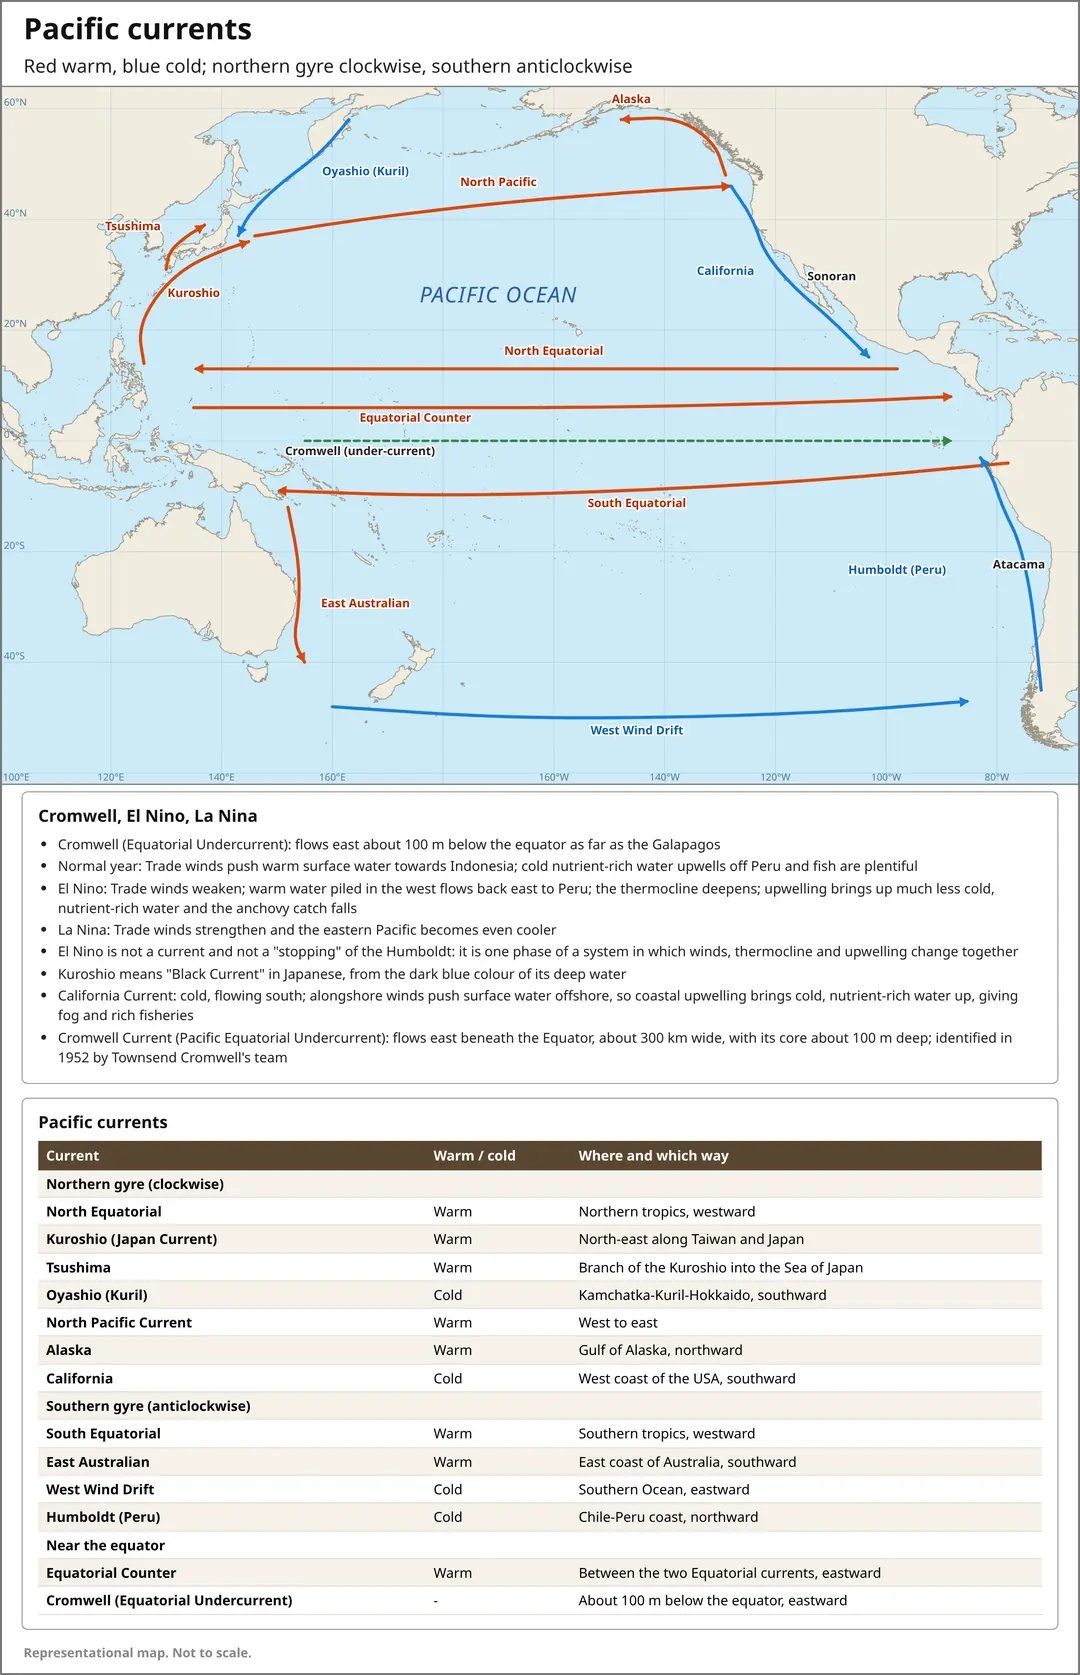 Pacific currents
Red warm, blue cold; northern gyre clockwise, southern anticlockwise
60°N
Alaska
Oyashio (Kuril)
North Pacific
40°N
Tsushima
California
Sonoran
Kuroshio
PACIFIC OCEAN
20°N
North Equatorial
Equatorial Counter
0°
Cromwell (under-current)
South Equatorial
20°S
Humboldt (Peru)
Atacama
East Australian
40°S
West Wind Drift
100°E
120°E
140°E
160°E
160°W
140°W
120°W
100°W
80°W
Cromwell, El Nino, La Nina
• Cromwell (Equatorial Undercurrent): flows east about 100 m below the equator as far as the Galapagos
• Normal year: Trade winds push warm surface water towards Indonesia; cold nutrient-rich water upwells off Peru and fish are plentiful
• El Nino: Trade winds weaken; warm water piled in the west flows back east to Peru; the thermocline deepens; upwelling brings up much less cold,
nutrient-rich water and the anchovy catch falls
• La Nina: Trade winds strengthen and the eastern Pacific becomes even cooler
• El Nino is not a current and not a "stopping" of the Humboldt: it is one phase of a system in which winds, thermocline and upwelling change together
• Kuroshio means "Black Current" in Japanese, from the dark blue colour of its deep water
• California Current: cold, flowing south; alongshore winds push surface water offshore, so coastal upwelling brings cold, nutrient-rich water up, giving
fog and rich fisheries
• Cromwell Current (Pacific Equatorial Undercurrent): flows east beneath the Equator, about 300 km wide, with its core about 100 m deep; identified in
1952 by Townsend Cromwell's team
Pacific currents
Current Warm / cold Where and which way
Northern gyre (clockwise)
North Equatorial Warm Northern tropics, westward
Kuroshio (Japan Current) Warm North-east along Taiwan and Japan
Tsushima Warm Branch of the Kuroshio into the Sea of Japan
Oyashio (Kuril) Cold Kamchatka-Kuril-Hokkaido, southward
North Pacific Current Warm West to east
Alaska Warm Gulf of Alaska, northward
California Cold West coast of the USA, southward
Southern gyre (anticlockwise)
South Equatorial Warm Southern tropics, westward
East Australian Warm East coast of Australia, southward
West Wind Drift Cold Southern Ocean, eastward
Humboldt (Peru) Cold Chile-Peru coast, northward
Near the equator
Equatorial Counter Warm Between the two Equatorial currents, eastward
Cromwell (Equatorial Undercurrent) - About 100 m below the equator, eastward
Representational map. Not to scale.